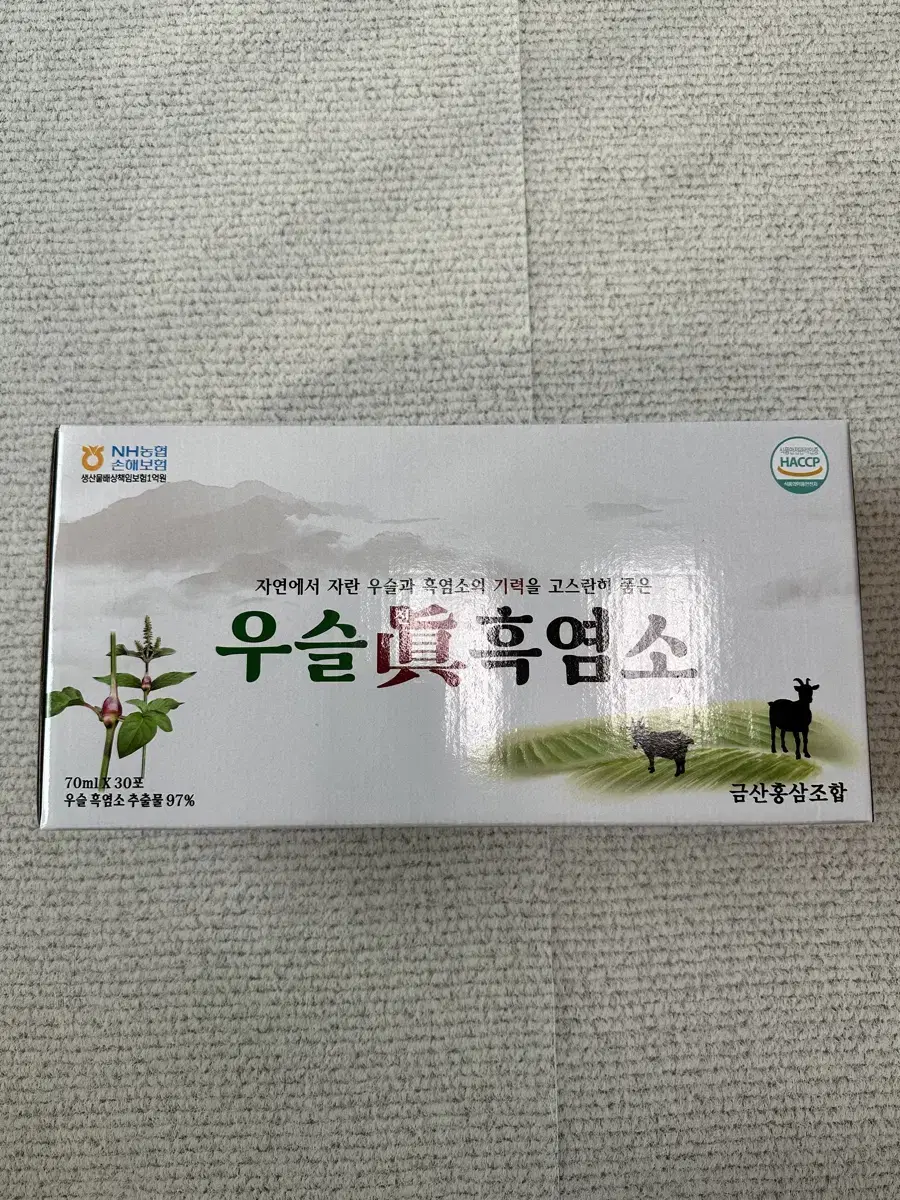 NH농협
손해보험
생산물배상책임보험1억원
HACCP
자연에서 자란 우슬과 흑염소의 기력을 고스란히 품은
우슬眞흑염소
70ml X 30포
우슬 흑염소 추출물 97%
금산홍삼조합